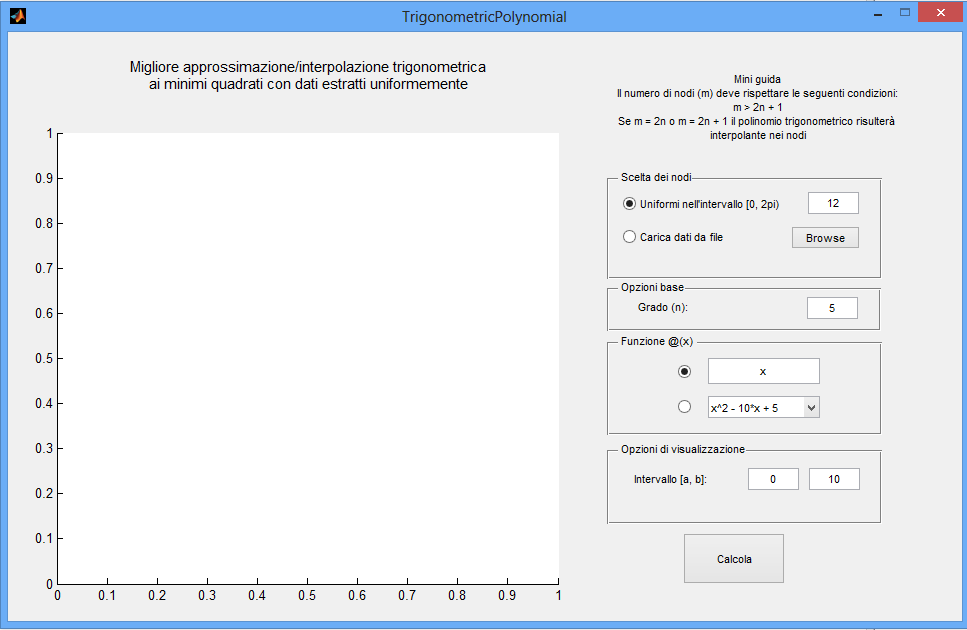 TrigonometricPolynomial
Migliore approssimazione/interpolazione trigonometrica
ai minimi quadrati con dati estratti uniformemente
1
0.9
0.8
0.7
0.6
0.5
0.4
0.3
0.2
0.1
0
0 0.1 0.2 0.3 0.4 0.5 0.6 0.7 0.8 0.9 1
Mini guida
Il numero di nodi (m) deve rispettare le seguenti condizioni:
m > 2n + 1
Se m = 2n o m = 2n + 1 il polinomio trigonometrico risulterà
interpolante nei nodi
Scelta dei nodi
Uniformi nell'intervallo [0, 2pi) 12
Carica dati da file Browse
Opzioni base
Grado (n): 5
Funzione @(x)
x
x^2 - 10*x + 5
Opzioni di visualizzazione
Intervallo [a, b]: 0 10
Calcola